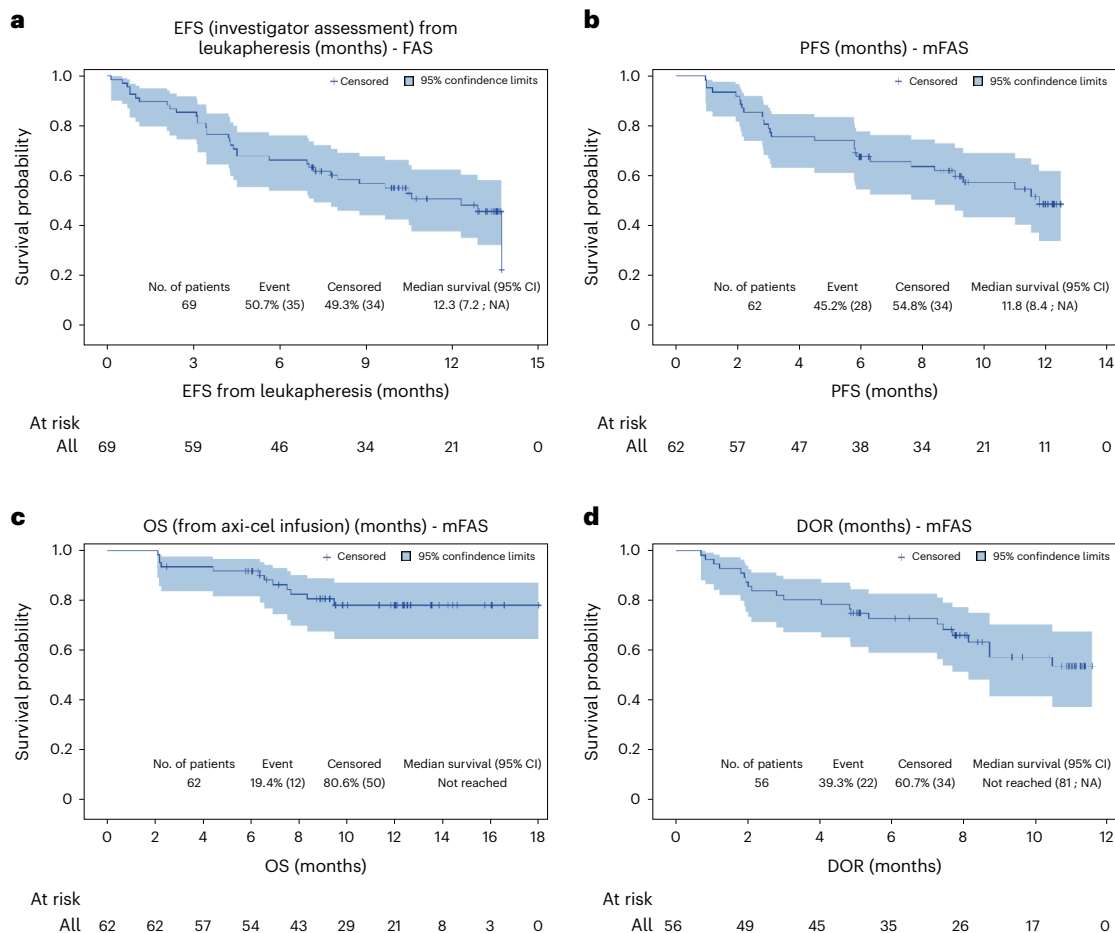 a
EFS (investigator assessment) from
leukapheresis (months) - FAS
Censored
95% confindence limits
Survival probability
1.0
0.8
0.6
0.4
0.2
0
No. of patients Event Censored Median survival (95% CI)
69 50.7% (35) 49.3% (34) 12.3 (7.2 ; NA)
0 3 6 9 12 15
EFS from leukapheresis (months)
At risk
All 69 59 46 34 21 0
b
PFS (months) - mFAS
Censored
95% confindence limits
Survival probability
1.0
0.8
0.6
0.4
0.2
0
No. of patients Event Censored Median survival (95% CI)
62 45.2% (28) 54.8% (34) 11.8 (8.4 ; NA)
0 2 4 6 8 10 12 14
PFS (months)
At risk
All 62 57 47 38 34 21 11 0
c
OS (from axi-cel infusion) (months) - mFAS
Censored
95% confindence limits
Survival probability
1.0
0.8
0.6
0.4
0.2
0
No. of patients Event Censored Median survival (95% CI)
62 19.4% (12) 80.6% (50) Not reached
0 2 4 6 8 10 12 14 16 18
OS (months)
At risk
All 62 62 57 54 43 29 21 8 3 0
d
DOR (months) - mFAS
Censored
95% confindence limits
Survival probability
1.0
0.8
0.6
0.4
0.2
0
No. of patients Event Censored Median survival (95% CI)
56 39.3% (22) 60.7% (34) Not reached (81 ; NA)
0 2 4 6 8 10 12
DOR (months)
At risk
All 56 49 45 35 26 17 0